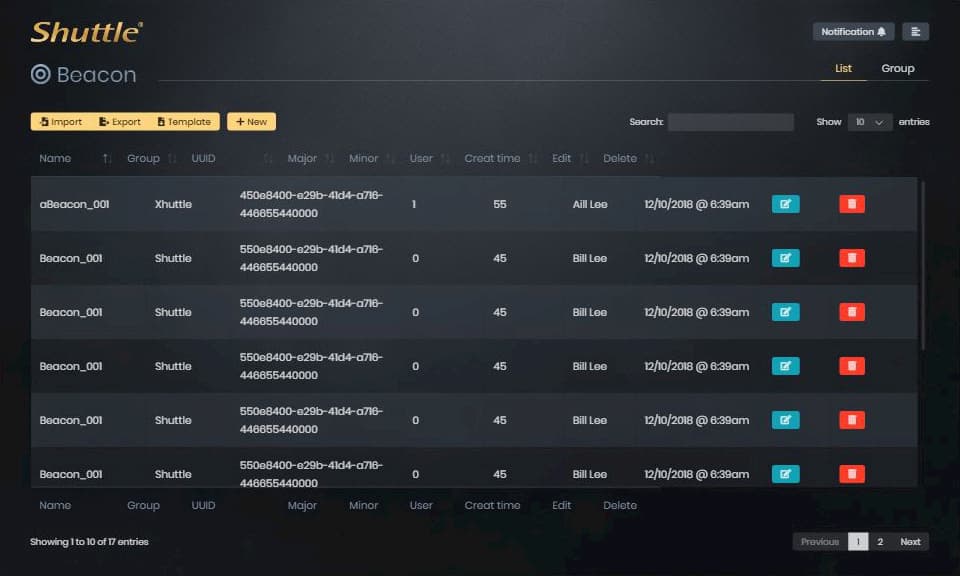 Shuttle®
Notification
Beacon
List Group
Import Export Template + New
Search: Show 10 entries
Name Group UUID Major Minor User Creat time Edit Delete
aBeacon_001 Xhuttle 450e8400-e29b-41d4-a716- 1 55 Aill Lee 12/10/2018 @ 6:39am
446655440000
Beacon_001 Shuttle 550e8400-e29b-41d4-a716- 0 45 Bill Lee 12/10/2018 @ 6:39am
446655440000
Beacon_001 Shuttle 550e8400-e29b-41d4-a716- 0 45 Bill Lee 12/10/2018 @ 6:39am
446655440000
Beacon_001 Shuttle 550e8400-e29b-41d4-a716- 0 45 Bill Lee 12/10/2018 @ 6:39am
446655440000
Beacon_001 Shuttle 550e8400-e29b-41d4-a716- 0 45 Bill Lee 12/10/2018 @ 6:39am
446655440000
Beacon_001 Shuttle 550e8400-e29b-41d4-a716- 0 45 Bill Lee 12/10/2018 @ 6:39am
446655440000
Name Group UUID Major Minor User Creat time Edit Delete
Showing 1 to 10 of 17 entries
Previous 1 2 Next